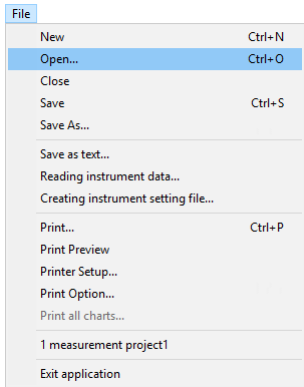 File
New Ctrl+N
Open... Ctrl+O
Close
Save Ctrl+S
Save As...
Save as text...
Reading instrument data...
Creating instrument setting file...
Print... Ctrl+P
Print Preview
Printer Setup...
Print Option...
Print all charts...
1 measurement project1
Exit application